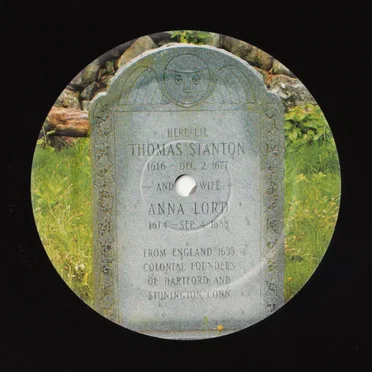 HERE LIE
THOMAS STANTON
1616 — DEC. 2, 1677
— AND WIFE —
ANNA LORD
1614 — SEP. 4, 1688
FROM ENGLAND 1635
COLONIAL FOUNDERS
OF HARTFORD AND
STONINGTON, CONN.